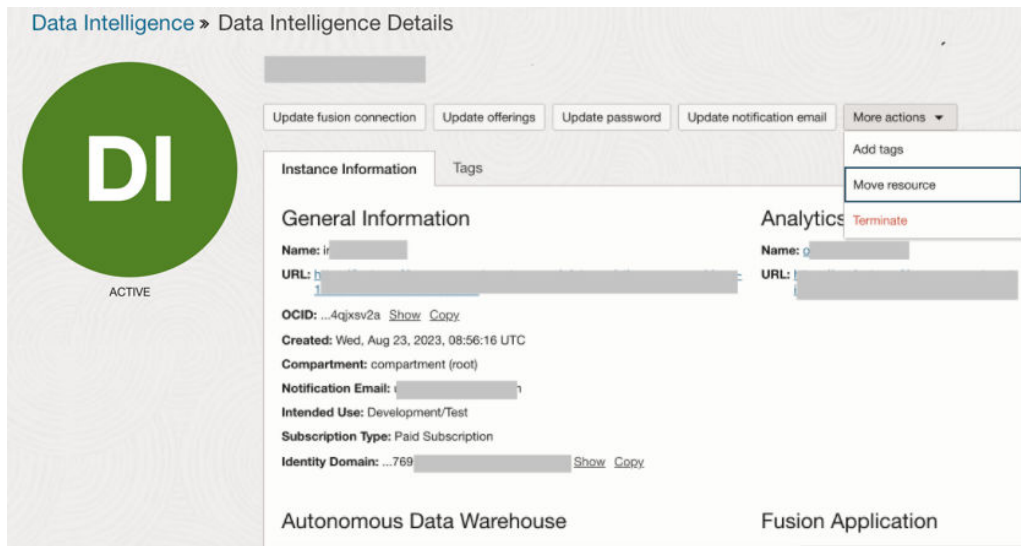 Data Intelligence » Data Intelligence Details
DI
ACTIVE
Update fusion connection
Update offerings
Update password
Update notification email
More actions
Add tags
Move resource
Terminate
Instance Information
Tags
General Information
Name:
URL:
OCID: ...4qjxsv2a Show Copy
Created: Wed, Aug 23, 2023, 08:56:16 UTC
Compartment: compartment (root)
Notification Email:
Intended Use: Development/Test
Subscription Type: Paid Subscription
Identity Domain: ...769 Show Copy
Analytics
Name:
URL:
Autonomous Data Warehouse
Fusion Application